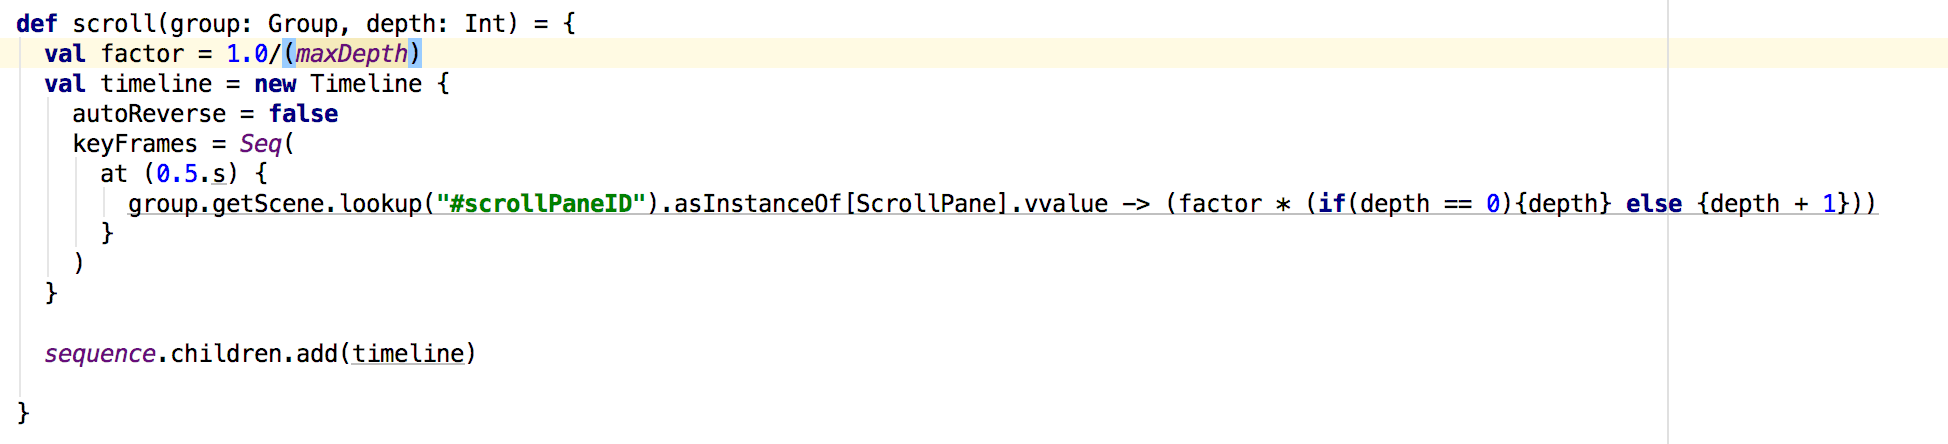 def scroll(group: Group, depth: Int) = {
  val factor = 1.0/(maxDepth)
  val timeline = new Timeline {
    autoReverse = false
    keyFrames = Seq(
      at (0.5.s) {
        group.getScene.lookup("#scrollPaneID").asInstanceOf[ScrollPane].vvalue -> (factor * (if(depth == 0){depth} else {depth + 1}))
      }
    )
  }

  sequence.children.add(timeline)

}